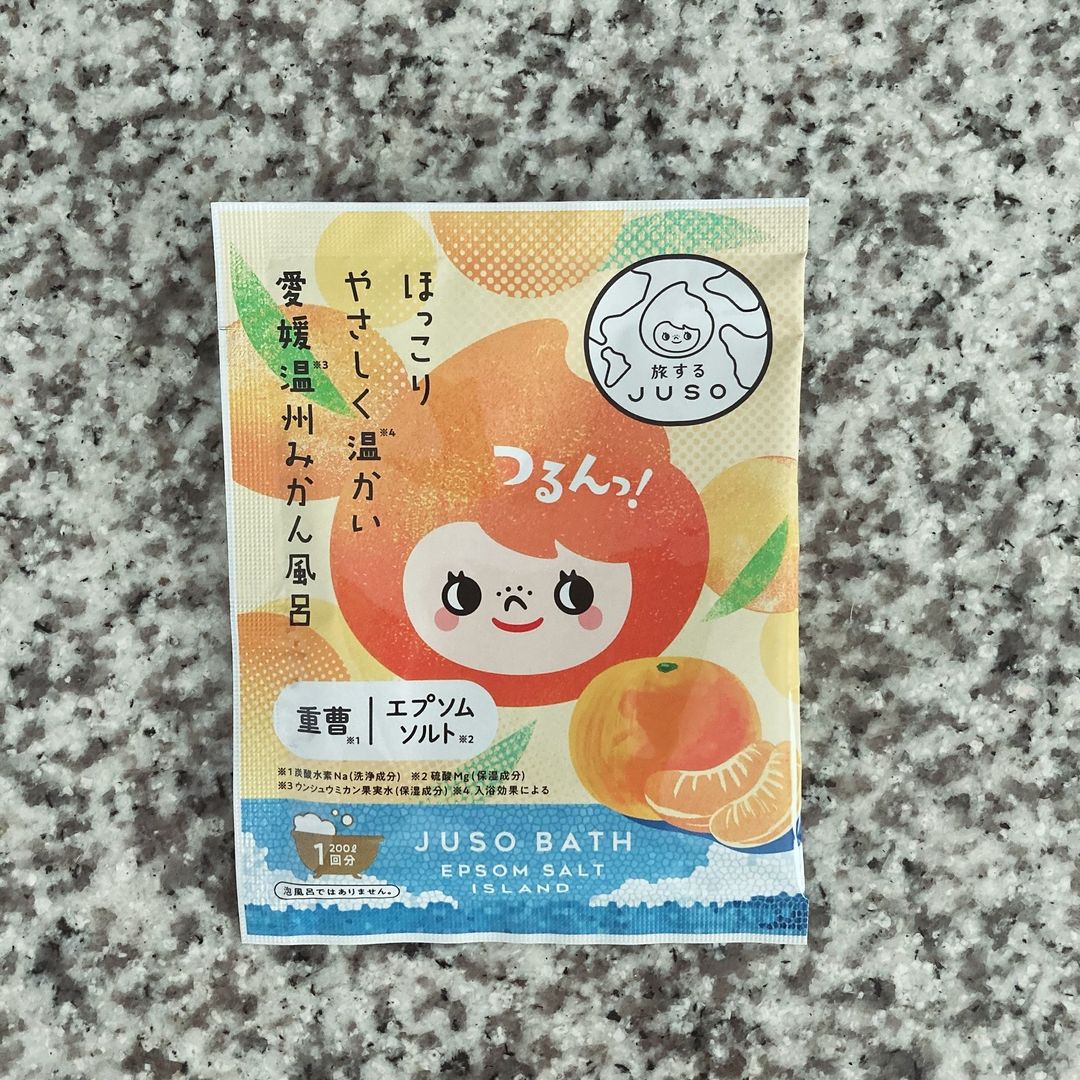 ほっこり
やさしく温かい※4
愛媛温※3州みかん風呂
旅する
JUSO
つるんっ!
重曹※1
エプソム
ソルト※2
※1炭酸水素Na(洗浄成分) ※2 硫酸Mg(保湿成分)
※3ウンシュウミカン果実水(保湿成分) ※4 入浴効果による
200ℓ
1回分
泡風呂ではありません。
JUSO BATH
EPSOM SALT
ISLAND